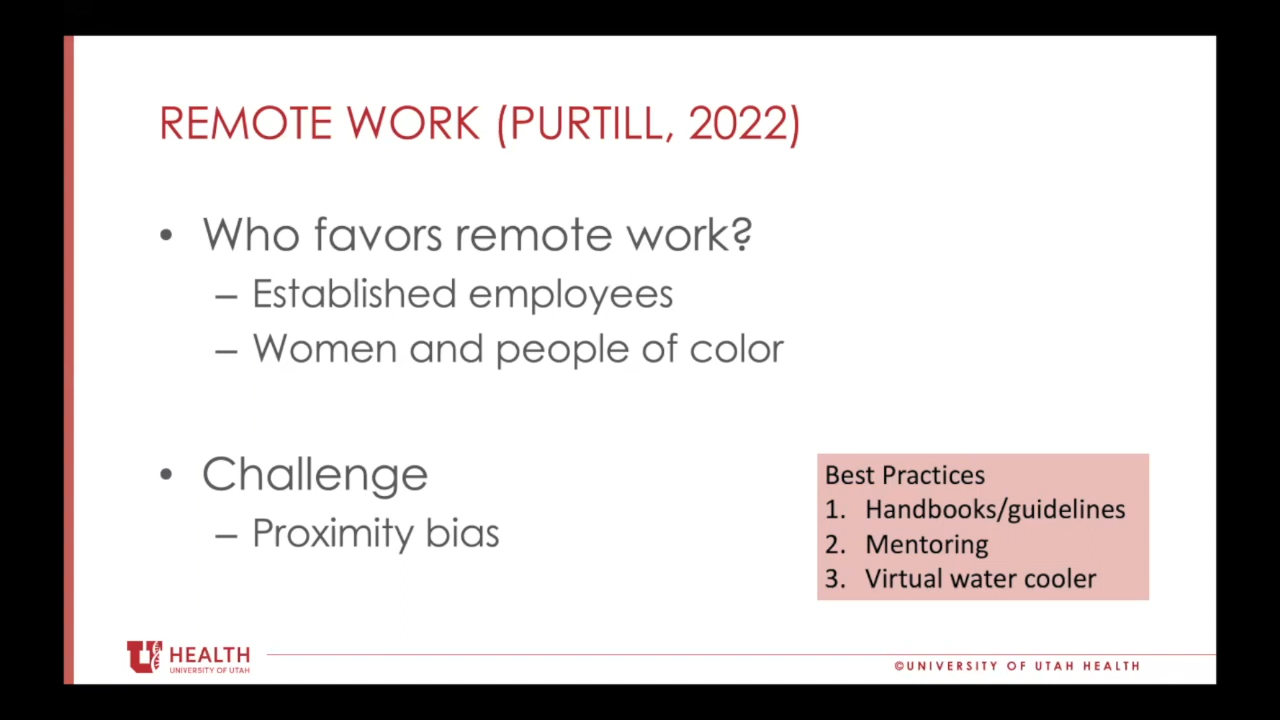 REMOTE WORK (PURTILL, 2022)
• Who favors remote work?
– Established employees
– Women and people of color
• Challenge
– Proximity bias
Best Practices
1. Handbooks/guidelines
2. Mentoring
3. Virtual water cooler
U HEALTH
UNIVERSITY OF UTAH
©UNIVERSITY OF UTAH HEALTH